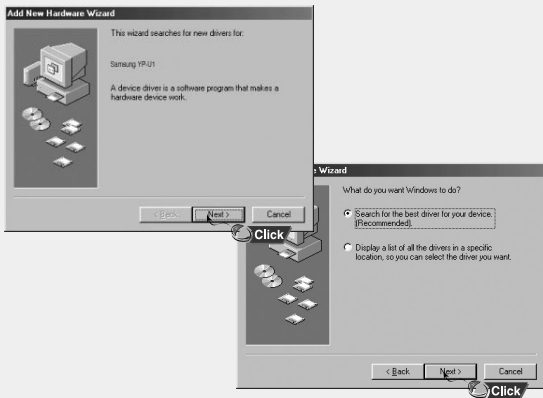 Add New Hardware Wizard
This wizard searches for new drivers for:
Samsung YP-U1
A device driver is a software program that makes a
hardware device work.
< Back
Next >
Cancel
Click
e Wizard
What do you want Windows to do?
Search for the best driver for your device.
(Recommended).
Display a list of all the drivers in a specific
location, so you can select the driver you want.
< Back
Next >
Cancel
Click